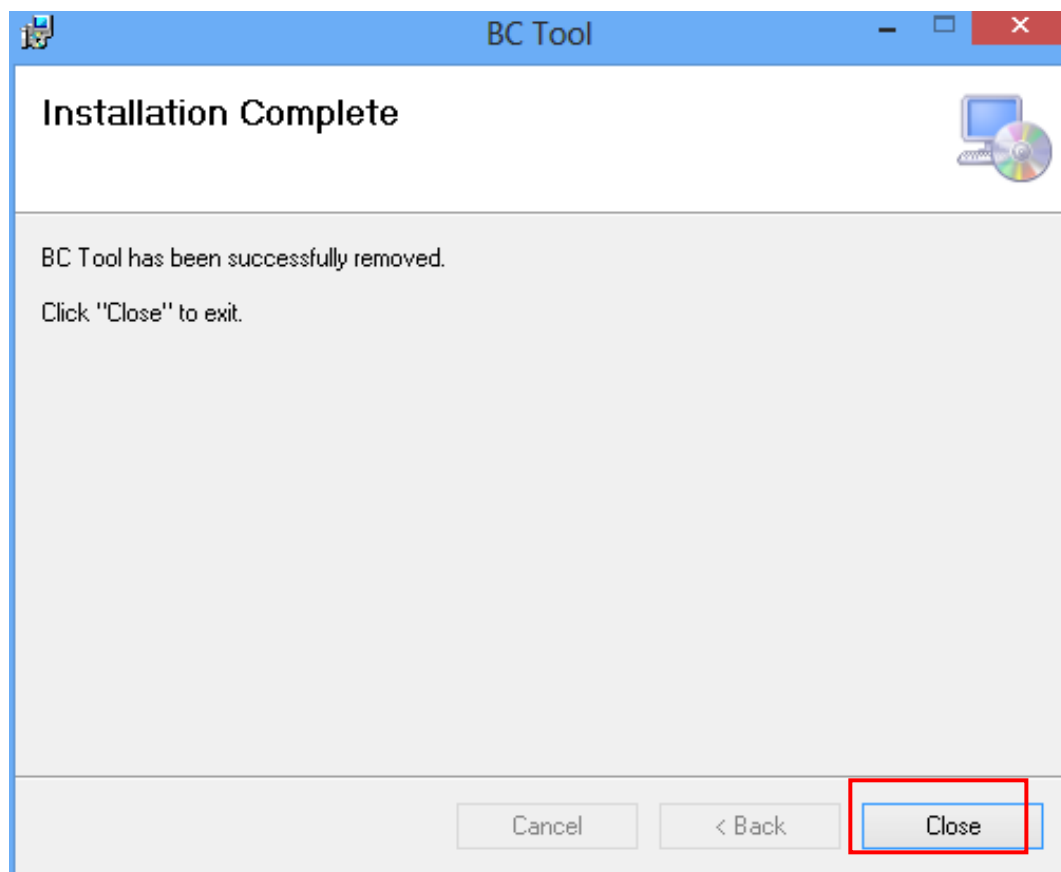 BC Tool
Installation Complete
BC Tool has been successfully removed.
Click "Close" to exit.
Cancel
< Back
Close